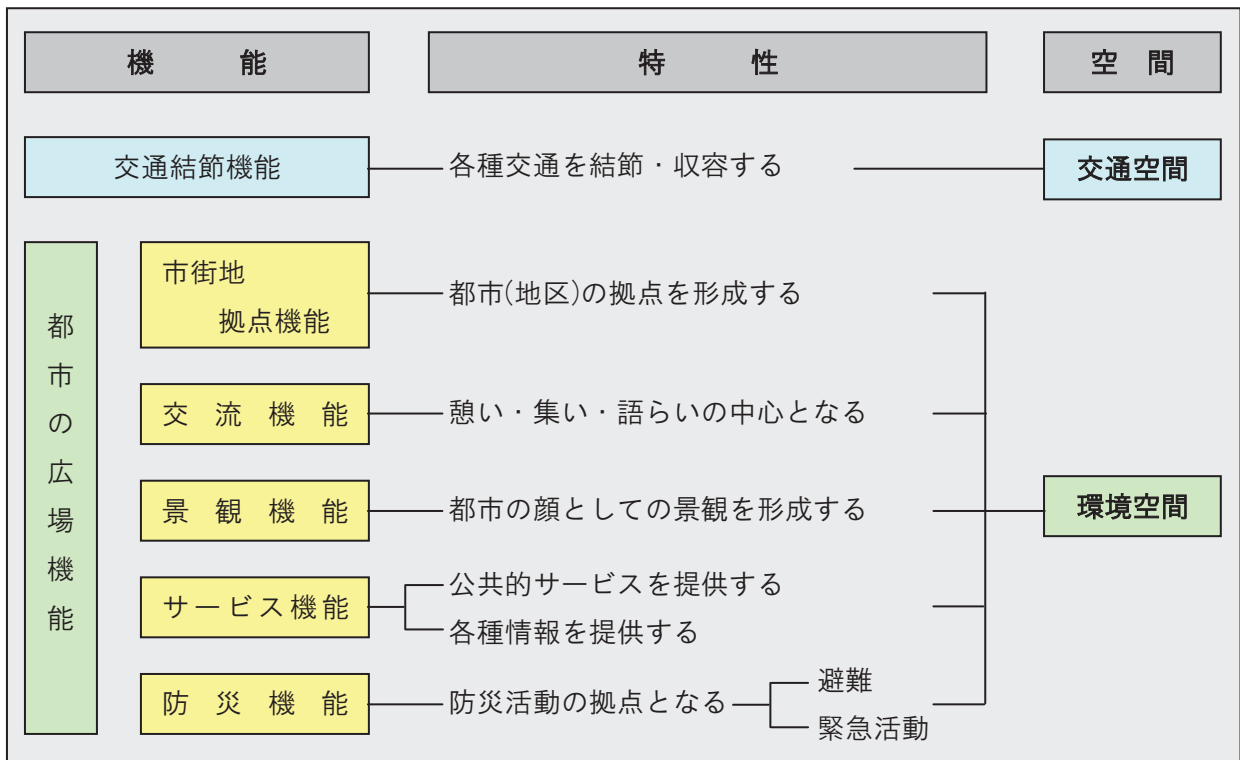 機能 特性 空間
交通結節機能 各種交通を結節・収容する 交通空間
都市の広場機能
市街地
拠点機能 都市(地区)の拠点を形成する
交流機能 憩い・集い・語らいの中心となる
景観機能 都市の顔としての景観を形成する 環境空間
サービス機能 公共的サービスを提供する
各種情報を提供する
防災機能 防災活動の拠点となる 避難
緊急活動